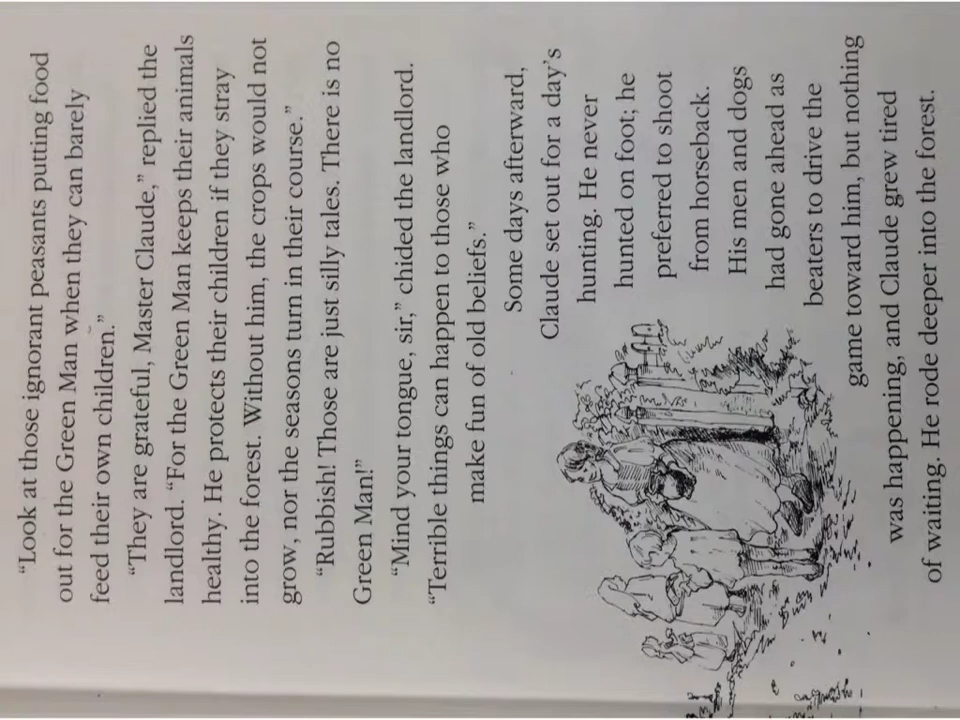 “Look at those ignorant peasants putting food
out for the Green Man when they can barely
feed their own children.”
“They are grateful, Master Claude,” replied the
landlord. “For the Green Man keeps their animals
healthy. He protects their children if they stray
into the forest. Without him, the crops would not
grow, nor the seasons turn in their course.”
“Rubbish! Those are just silly tales. There is no
Green Man!”
“Mind your tongue, sir,” chided the landlord.
“Terrible things can happen to those who
make fun of old beliefs.”
Some days afterward,
Claude set out for a day’s
hunting. He never
hunted on foot; he
preferred to shoot
from horseback.
His men and dogs
had gone ahead as
beaters to drive the
game toward him, but nothing
was happening, and Claude grew tired
of waiting. He rode deeper into the forest.